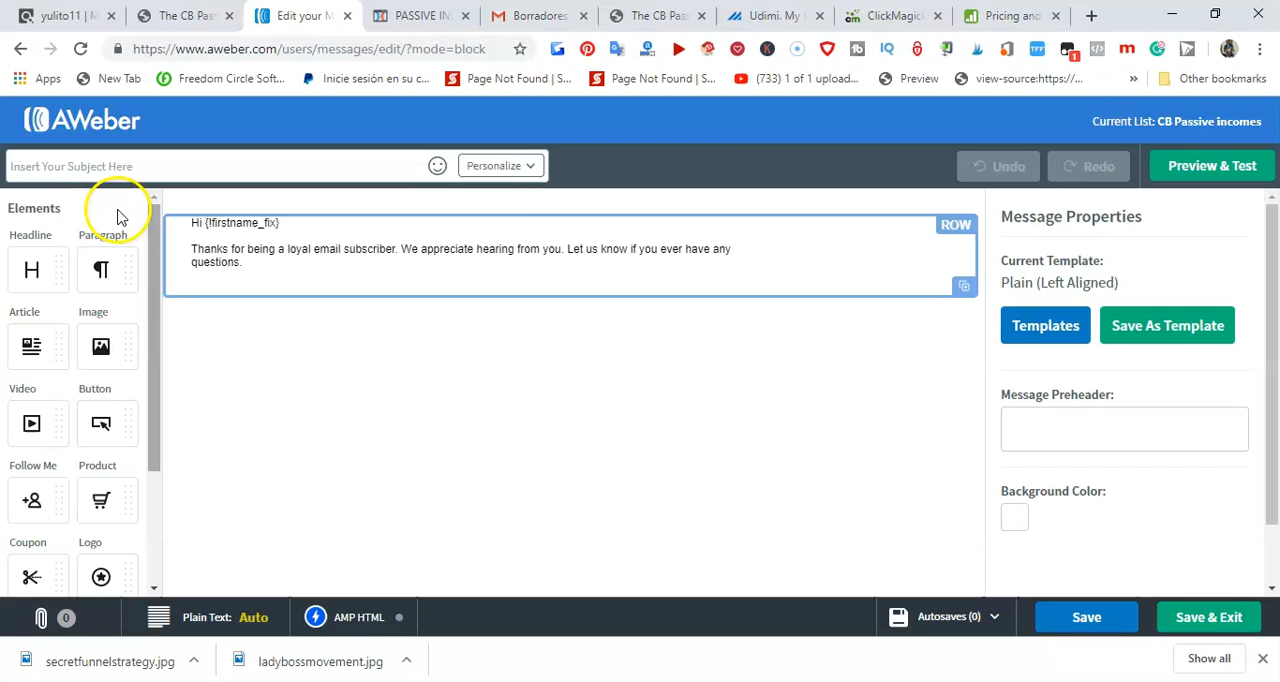 yulito11 | M
The CB Pas
Edit your M
PASSIVE IN
Borradores
The CB Pas
Udimi. My s
ClickMagick
Pricing and
https://www.aweber.com/users/messages/edit/?mode=block
Apps
New Tab
Freedom Circle Soft...
Inicie sesión en su c...
Page Not Found | S...
Page Not Found | S...
(733) 1 of 1 upload...
Preview
view-source:https:/...
Other bookmarks
AWeber
Current List: CB Passive incomes
Insert Your Subject Here
Personalize
Undo
Redo
Preview & Test
Elements
Headline
Paragraph
Article
Image
Video
Button
Follow Me
Product
Coupon
Logo
Hi {!firstname_fix}
Thanks for being a loyal email subscriber. We appreciate hearing from you. Let us know if you ever have any
questions.
ROW
Message Properties
Current Template:
Plain (Left Aligned)
Templates
Save As Template
Message Preheader:
Background Color:
0
Plain Text: Auto
AMP HTML
Autosaves (0)
Save
Save & Exit
secretfunnelstrategy.jpg
ladybossmovement.jpg
Show all